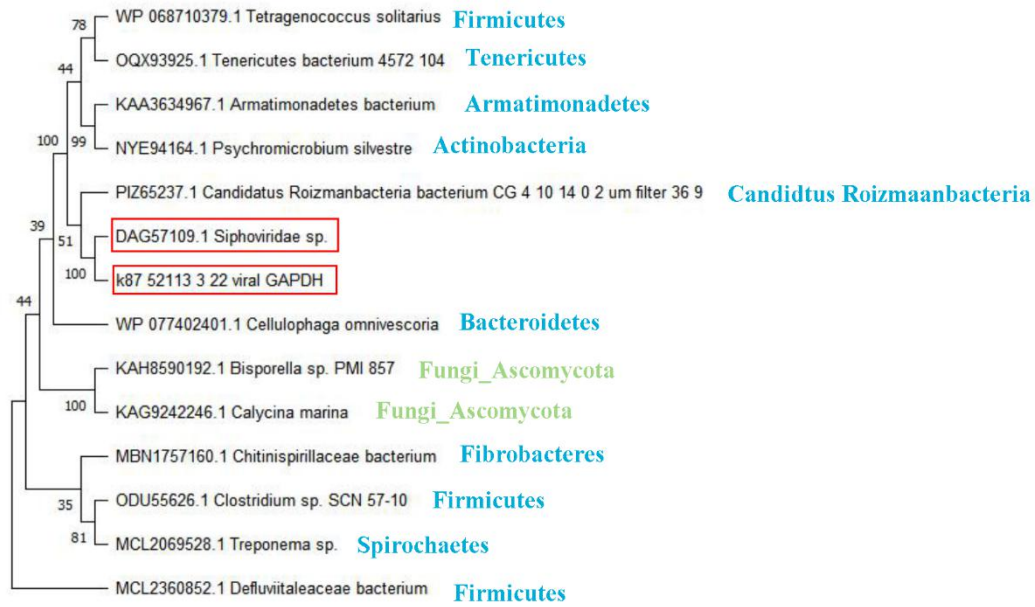 78 WP 068710379.1 Tetragenococcus solitarius Firmicutes
OQX93925.1 Tenericutes bacterium 4572 104 Tenericutes
44
KAA3634967.1 Armatimonadetes bacterium Armatimonadetes
100 99 NYE94164.1 Psychromicrobium silvestre Actinobacteria
PIZ65237.1 Candidatus Roizmanbacteria bacterium CG 4 10 14 0 2 um filter 36 9 Candidtus Roizmaanbacteria
39 51 DAG57109.1 Siphoviridae sp.
100 k87 52113 3 22 viral GAPDH
44
WP 077402401.1 Cellulophaga omnivescoria Bacteroidetes
KAH8590192.1 Bisporella sp. PMI 857 Fungi_Ascomycota
100 KAG9242246.1 Calycina marina Fungi_Ascomycota
MBN1757160.1 Chitinispirillaceae bacterium Fibrobacteres
35 ODU55626.1 Clostridium sp. SCN 57-10 Firmicutes
81 MCL2069528.1 Treponema sp. Spirochaetes
MCL2360852.1 Defluviitaleaceae bacterium Firmicutes